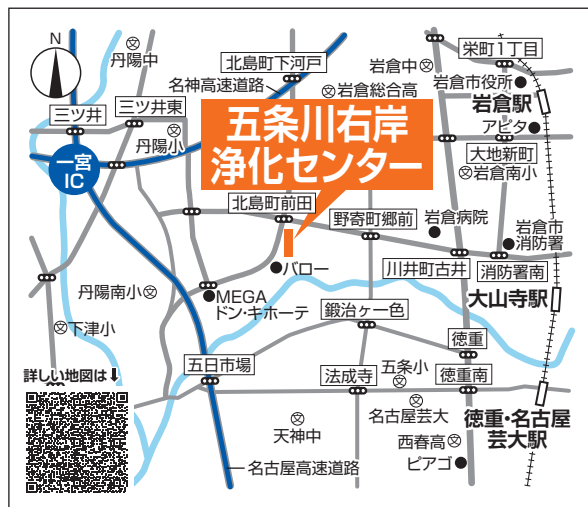 N
丹陽中
北島町下河戸
栄町1丁目
岩倉中
岩倉市役所
名神高速道路
岩倉総合高
岩倉駅
三ツ井
三ツ井東
丹陽小
アピタ
五条川右岸
浄化センター
大地新町
岩倉南小
一宮
IC
北島町前田
野寄町郷前
岩倉病院
岩倉市
消防署
バロー
川井町古井
消防署南
丹陽南小
MEGA
ドン・キホーテ
大山寺駅
下津小
鍛治ヶ一色
徳重
詳しい地図は⬇
五日市場
法成寺
五条小
徳重南
名古屋芸大
徳重・名古屋
芸大駅
天神中
西春高
ピアゴ
名古屋高速道路